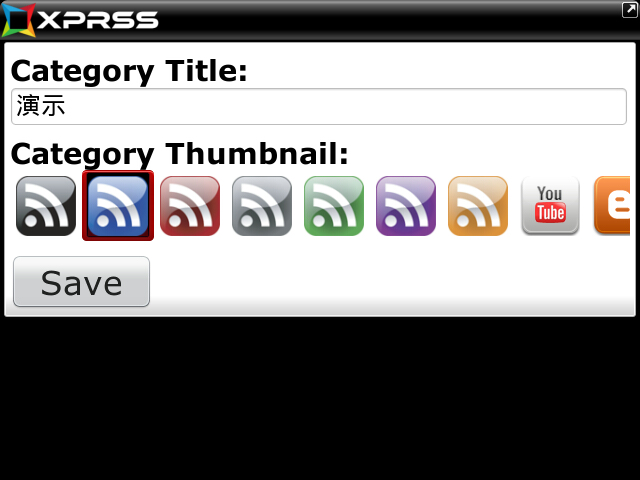 XPRSS
Category Title:
演示
Category Thumbnail:
You
Tube
Save